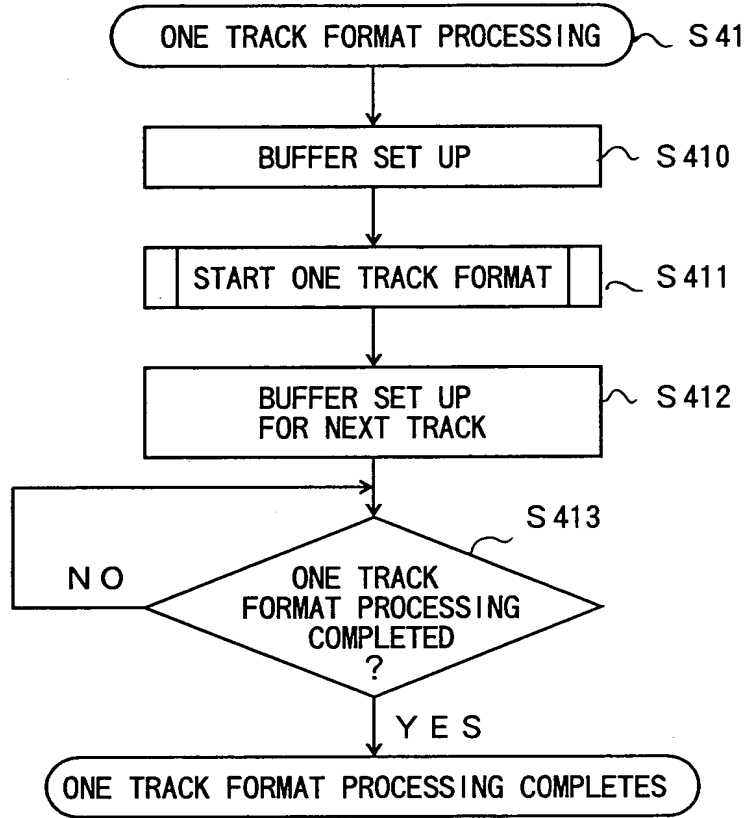 ONE TRACK FORMAT PROCESSING S41
BUFFER SET UP S410
START ONE TRACK FORMAT S411
BUFFER SET UP
FOR NEXT TRACK S412
S413
NO
ONE TRACK
FORMAT PROCESSING
COMPLETED
?
YES
ONE TRACK FORMAT PROCESSING COMPLETES